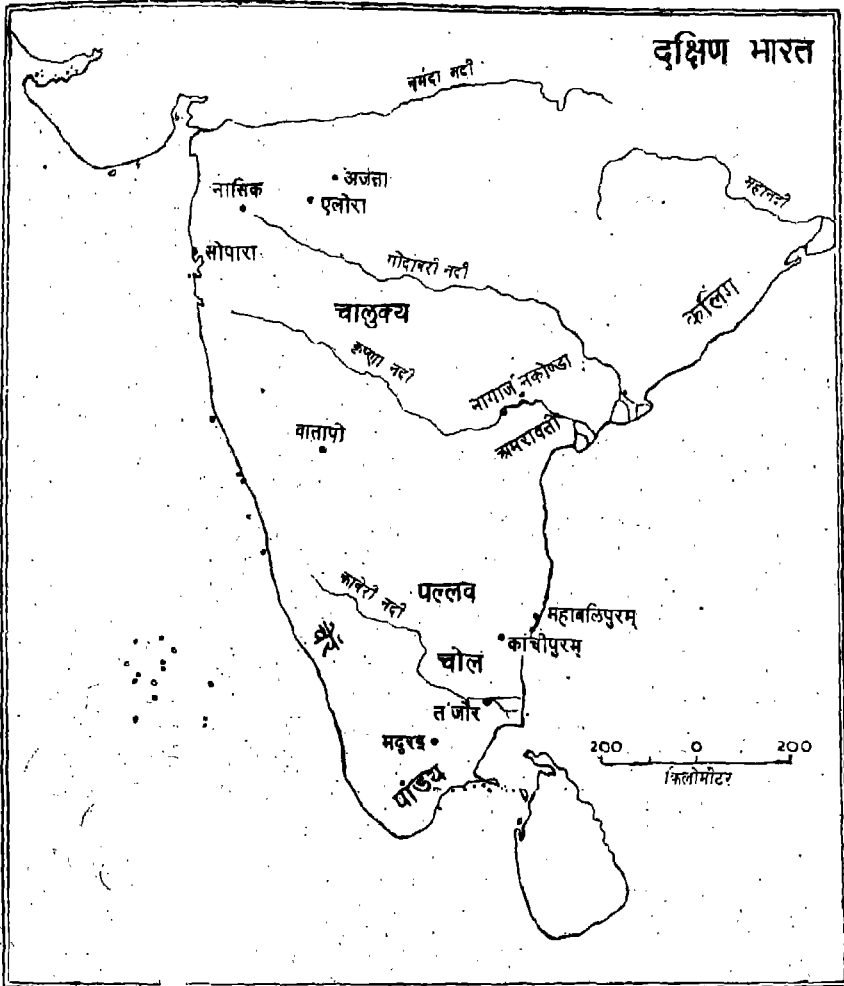 दक्षिण भारत
नर्मदा नदी
महानदी
अजन्ता
नासिक
एलोरा
सोपारा
गोदावरी नदी
कलिंग
चालुक्य
कृष्णा नदी
नागार्जुनकोण्डा
अमरावती
वातापी
कावेरी नदी
पल्लव
महाबलिपुरम्
कांचीपुरम्
चोल
तंजौर
मदुरइ
200 0 200
किलोमीटर
पांड्य